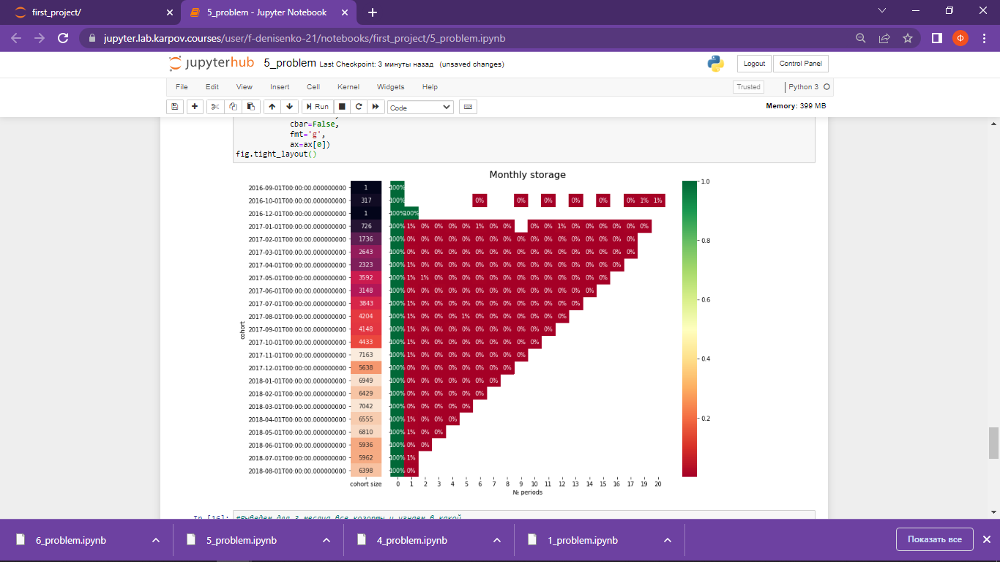 first_project/
5_problem - Jupyter Notebook
jupyter.lab.karpov.courses/user/f-denisenko-21/notebooks/first_project/5_problem.ipynb
Ф
jupyterhub 5_problem Last Checkpoint: 3 минуты назад (unsaved changes)
Logout Control Panel
File Edit View Insert Cell Kernel Widgets Help
Trusted Python 3
Run Code Memory: 399 MB
cbar=False,
fmt='g',
ax=ax[0])
fig.tight_layout()
Monthly storage
2016-09-01T00:00:00.000000000 1 100%
2016-10-01T00:00:00.000000000 317 100% 0% 0% 0% 0% 0% 0% 1% 1%
2016-12-01T00:00:00.000000000 1 100% 100%
2017-01-01T00:00:00.000000000 726 100% 1% 0% 0% 0% 0% 1% 0% 0% 0% 0% 1% 0% 0% 0% 0% 0% 0%
2017-02-01T00:00:00.000000000 1736 100% 0% 0% 0% 0% 0% 0% 0% 0% 0% 0% 0% 0% 0% 0% 0% 0% 0%
2017-03-01T00:00:00.000000000 2643 100% 0% 0% 0% 0% 0% 0% 0% 0% 0% 0% 0% 0% 0% 0% 0% 0% 0%
2017-04-01T00:00:00.000000000 2323 100% 1% 0% 0% 0% 0% 0% 0% 0% 0% 0% 0% 0% 0% 0% 0% 0%
2017-05-01T00:00:00.000000000 3592 100% 1% 1% 0% 0% 0% 0% 0% 0% 0% 0% 0% 0% 0% 0% 0%
2017-06-01T00:00:00.000000000 3148 100% 0% 0% 0% 0% 0% 0% 0% 0% 0% 0% 0% 0% 0% 0%
2017-07-01T00:00:00.000000000 3843 100% 1% 0% 0% 0% 0% 0% 0% 0% 0% 0% 0% 0% 0%
2017-08-01T00:00:00.000000000 4204 100% 1% 0% 0% 0% 1% 0% 0% 0% 0% 0% 0% 0%
2017-09-01T00:00:00.000000000 4148 100% 1% 0% 0% 0% 0% 0% 0% 0% 0% 0% 0%
2017-10-01T00:00:00.000000000 4433 100% 1% 0% 0% 0% 0% 0% 0% 0% 0% 0%
2017-11-01T00:00:00.000000000 7163 100% 1% 0% 0% 0% 0% 0% 0% 0% 0%
2017-12-01T00:00:00.000000000 5638 100% 0% 0% 0% 0% 0% 0% 0% 0%
2018-01-01T00:00:00.000000000 6949 100% 0% 0% 0% 0% 0% 0% 0%
2018-02-01T00:00:00.000000000 6429 100% 0% 0% 0% 0% 0% 0%
2018-03-01T00:00:00.000000000 7042 100% 0% 0% 0% 0% 0%
2018-04-01T00:00:00.000000000 6555 100% 1% 0% 0% 0%
2018-05-01T00:00:00.000000000 6810 100% 1% 0% 0%
2018-06-01T00:00:00.000000000 5936 100% 0% 0%
2018-07-01T00:00:00.000000000 5962 100% 1%
2018-08-01T00:00:00.000000000 6398 100% 0%
cohort
cohort size
0 1 2 3 4 5 6 7 8 9 10 11 12 13 14 15 16 17 19 20
№ periods
1.0
0.8
0.6
0.4
0.2
In [16]: #Выведем для 3 месяца все когорты и узнаем в какой
6_problem.ipynb
5_problem.ipynb
4_problem.ipynb
1_problem.ipynb
Показать все